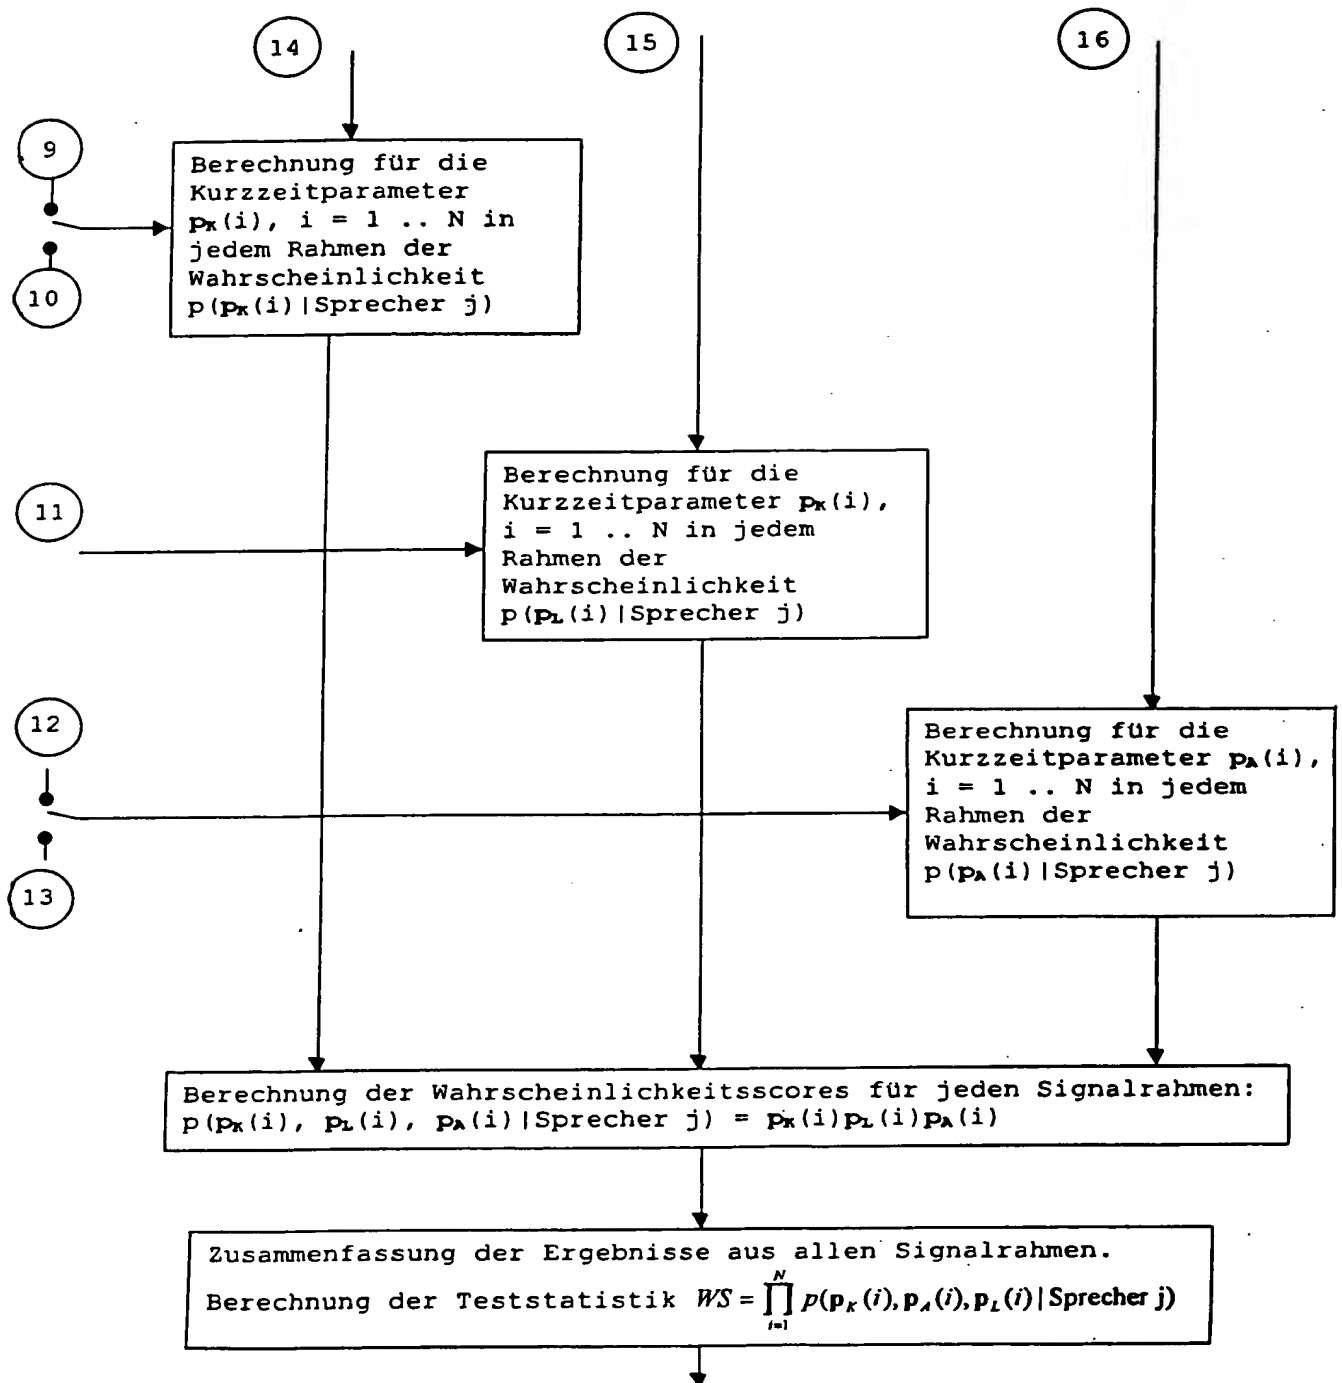 14
15
16
9
10
Berechnung für die
Kurzzeitparameter
pK(i), i = 1 .. N in
jedem Rahmen der
Wahrscheinlichkeit
p(pK(i)|Sprecher j)
11
Berechnung für die
Kurzzeitparameter pK(i),
i = 1 .. N in jedem
Rahmen der
Wahrscheinlichkeit
p(pL(i)|Sprecher j)
12
13
Berechnung für die
Kurzzeitparameter pA(i),
i = 1 .. N in jedem
Rahmen der
Wahrscheinlichkeit
p(pA(i)|Sprecher j)
Berechnung der Wahrscheinlichkeitsscores für jeden Signalrahmen:
p(pK(i), pL(i), pA(i)|Sprecher j) = pK(i)pL(i)pA(i)
Zusammenfassung der Ergebnisse aus allen Signalrahmen.
Berechnung der Teststatistik WS = ∏_{i=1}^{N} p(pK(i),pA(i),pL(i)|Sprecher j)